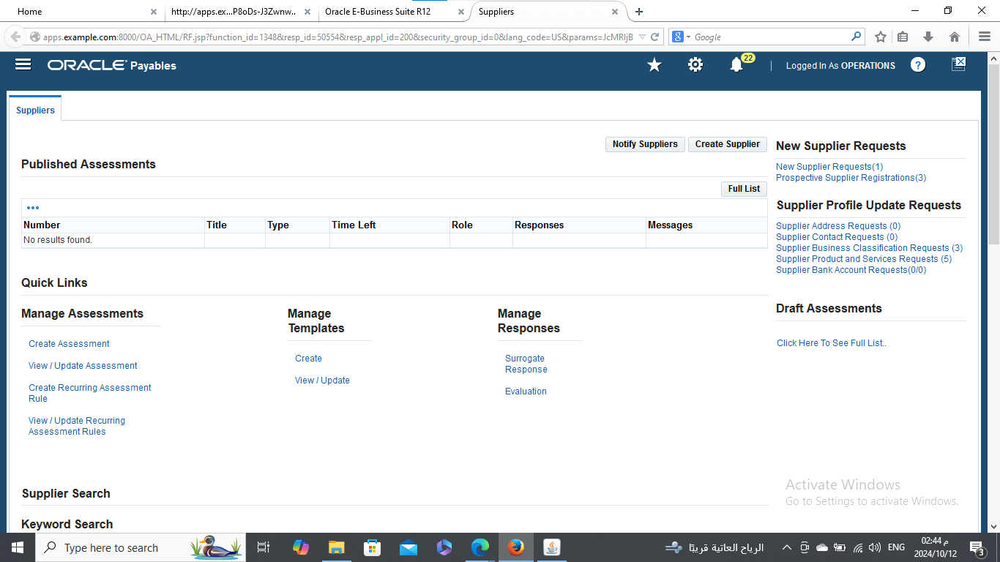 Home
http://apps.ex...P8oDs-J3Zwnw..
Oracle E-Business Suite R12
Suppliers
apps.example.com:8000/OA_HTML/RF.jsp?function_id=1348&resp_id=50554&resp_appl_id=200&security_group_id=0&lang_code=US&params=JcMRIjB
Google
ORACLE Payables
22
Logged In As OPERATIONS
Suppliers
Notify Suppliers
Create Supplier
Published Assessments
Full List
Number Title Type Time Left Role Responses Messages
No results found.
Quick Links
Manage Assessments
Create Assessment
View / Update Assessment
Create Recurring Assessment
Rule
View / Update Recurring
Assessment Rules
Manage
Templates
Create
View / Update
Manage
Responses
Surrogate
Response
Evaluation
New Supplier Requests
New Supplier Requests(1)
Prospective Supplier Registrations(3)
Supplier Profile Update Requests
Supplier Address Requests (0)
Supplier Contact Requests (0)
Supplier Business Classification Requests (3)
Supplier Product and Services Requests (5)
Supplier Bank Account Requests(0/0)
Draft Assessments
Click Here To See Full List..
Supplier Search
Keyword Search
Activate Windows
Go to Settings to activate Windows.
Type here to search
الرياح العاتية قريبًا
ENG
02:44 م
2024/10/12
3